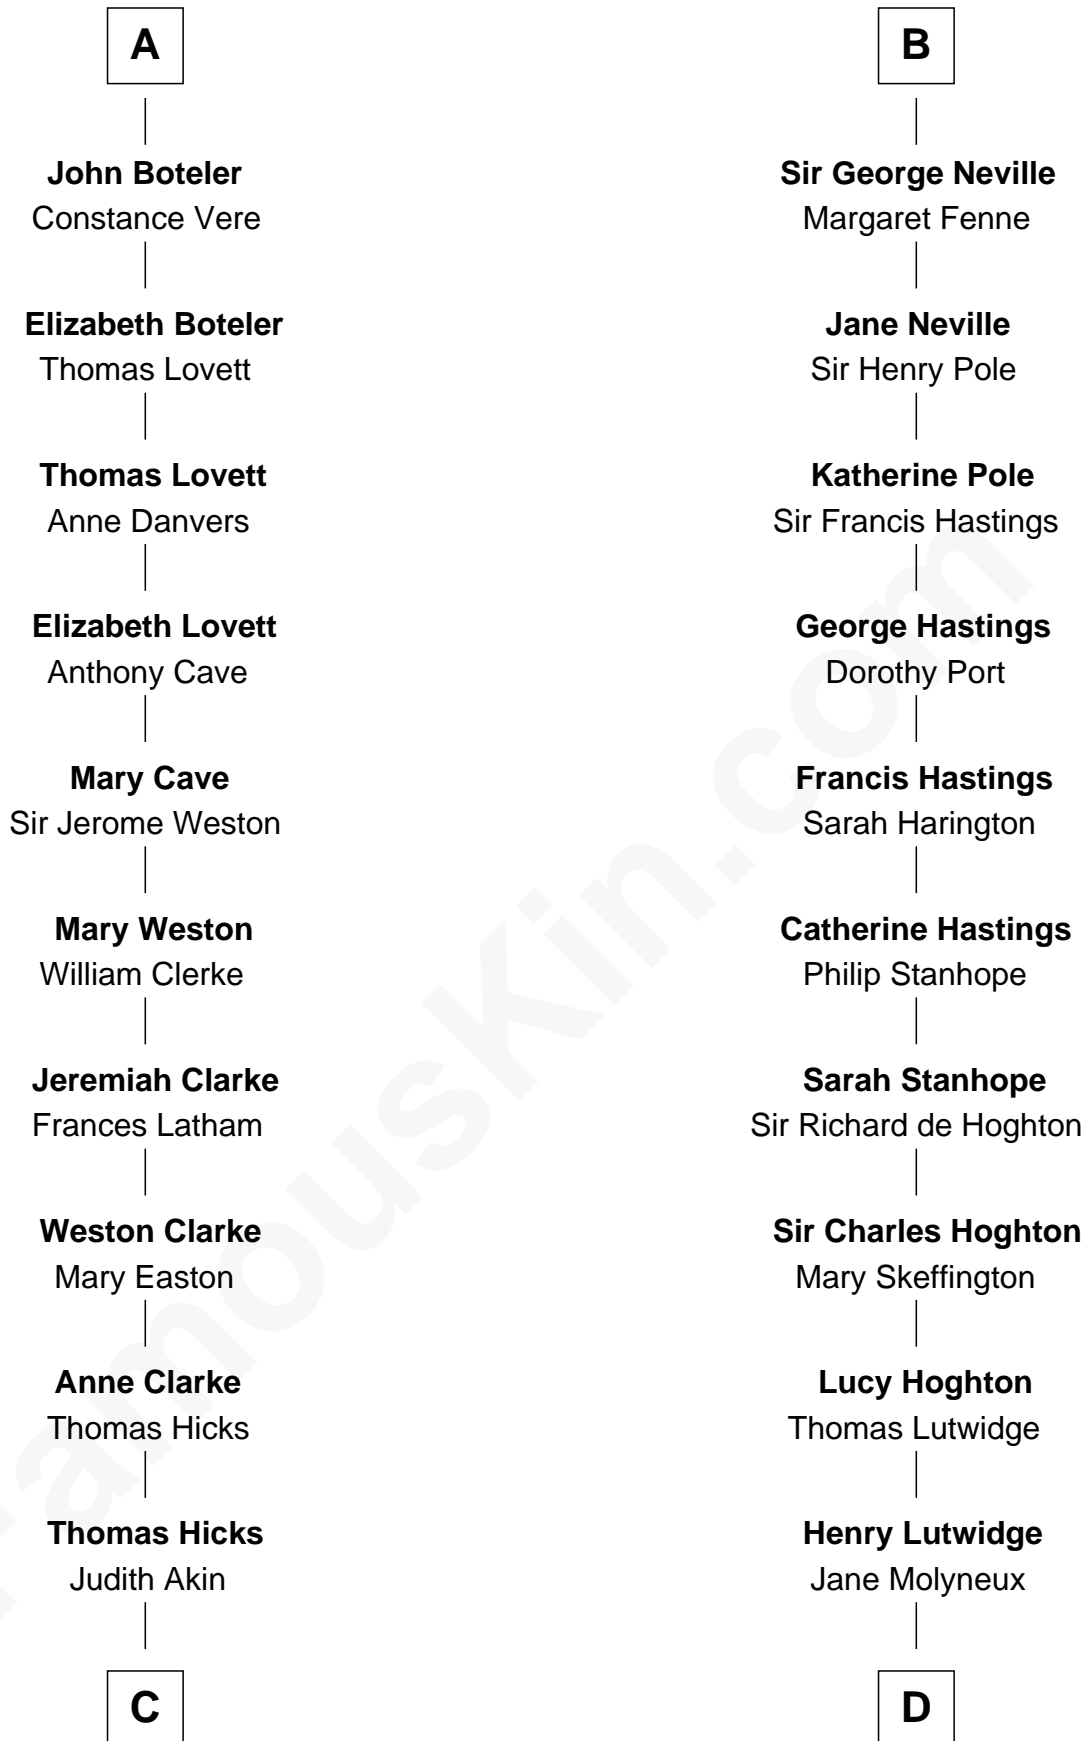 A
John Boteler
Constance Vere
Elizabeth Boteler
Thomas Lovett
Thomas Lovett
Anne Danvers
Elizabeth Lovett
Anthony Cave
Mary Cave
Sir Jerome Weston
Mary Weston
William Clerke
Jeremiah Clarke
Frances Latham
Weston Clarke
Mary Easton
Anne Clarke
Thomas Hicks
Thomas Hicks
Judith Akin
C
B
Sir George Neville
Margaret Fenne
Jane Neville
Sir Henry Pole
Katherine Pole
Sir Francis Hastings
George Hastings
Dorothy Port
Francis Hastings
Sarah Harington
Catherine Hastings
Philip Stanhope
Sarah Stanhope
Sir Richard de Hoghton
Sir Charles Hoghton
Mary Skeffington
Lucy Hoghton
Thomas Lutwidge
Henry Lutwidge
Jane Molyneux
D
FamousKin.com